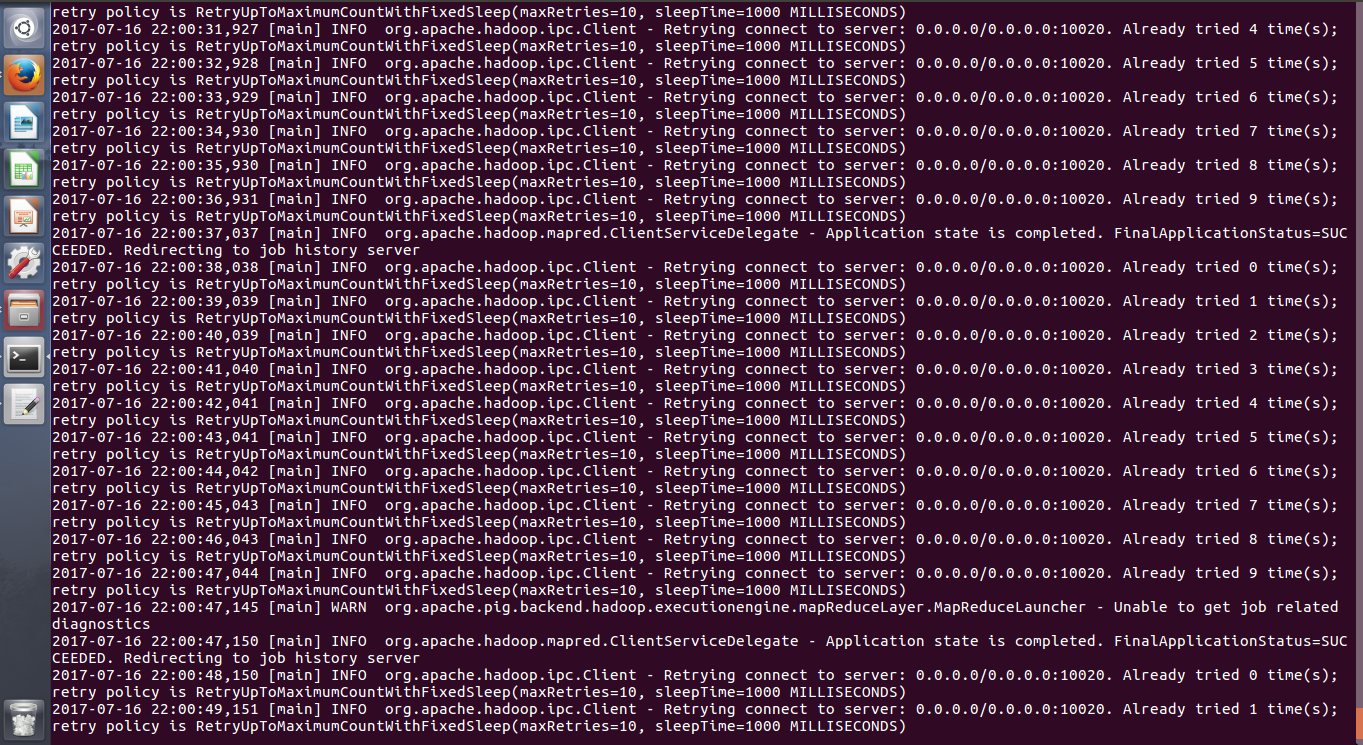 retry policy is RetryUpToMaximumCountWithFixedSleep(maxRetries=10, sleepTime=1000 MILLISECONDS)
2017-07-16 22:00:31,927 [main] INFO  org.apache.hadoop.ipc.Client - Retrying connect to server: 0.0.0.0/0.0.0.0:10020. Already tried 4 time(s);
retry policy is RetryUpToMaximumCountWithFixedSleep(maxRetries=10, sleepTime=1000 MILLISECONDS)
2017-07-16 22:00:32,928 [main] INFO  org.apache.hadoop.ipc.Client - Retrying connect to server: 0.0.0.0/0.0.0.0:10020. Already tried 5 time(s);
retry policy is RetryUpToMaximumCountWithFixedSleep(maxRetries=10, sleepTime=1000 MILLISECONDS)
2017-07-16 22:00:33,929 [main] INFO  org.apache.hadoop.ipc.Client - Retrying connect to server: 0.0.0.0/0.0.0.0:10020. Already tried 6 time(s);
retry policy is RetryUpToMaximumCountWithFixedSleep(maxRetries=10, sleepTime=1000 MILLISECONDS)
2017-07-16 22:00:34,930 [main] INFO  org.apache.hadoop.ipc.Client - Retrying connect to server: 0.0.0.0/0.0.0.0:10020. Already tried 7 time(s);
retry policy is RetryUpToMaximumCountWithFixedSleep(maxRetries=10, sleepTime=1000 MILLISECONDS)
2017-07-16 22:00:35,930 [main] INFO  org.apache.hadoop.ipc.Client - Retrying connect to server: 0.0.0.0/0.0.0.0:10020. Already tried 8 time(s);
retry policy is RetryUpToMaximumCountWithFixedSleep(maxRetries=10, sleepTime=1000 MILLISECONDS)
2017-07-16 22:00:36,931 [main] INFO  org.apache.hadoop.ipc.Client - Retrying connect to server: 0.0.0.0/0.0.0.0:10020. Already tried 9 time(s);
retry policy is RetryUpToMaximumCountWithFixedSleep(maxRetries=10, sleepTime=1000 MILLISECONDS)
2017-07-16 22:00:37,037 [main] INFO  org.apache.hadoop.mapred.ClientServiceDelegate - Application state is completed. FinalApplicationStatus=SUC
CEEDED. Redirecting to job history server
2017-07-16 22:00:38,038 [main] INFO  org.apache.hadoop.ipc.Client - Retrying connect to server: 0.0.0.0/0.0.0.0:10020. Already tried 0 time(s);
retry policy is RetryUpToMaximumCountWithFixedSleep(maxRetries=10, sleepTime=1000 MILLISECONDS)
2017-07-16 22:00:39,039 [main] INFO  org.apache.hadoop.ipc.Client - Retrying connect to server: 0.0.0.0/0.0.0.0:10020. Already tried 1 time(s);
retry policy is RetryUpToMaximumCountWithFixedSleep(maxRetries=10, sleepTime=1000 MILLISECONDS)
2017-07-16 22:00:40,039 [main] INFO  org.apache.hadoop.ipc.Client - Retrying connect to server: 0.0.0.0/0.0.0.0:10020. Already tried 2 time(s);
retry policy is RetryUpToMaximumCountWithFixedSleep(maxRetries=10, sleepTime=1000 MILLISECONDS)
2017-07-16 22:00:41,040 [main] INFO  org.apache.hadoop.ipc.Client - Retrying connect to server: 0.0.0.0/0.0.0.0:10020. Already tried 3 time(s);
retry policy is RetryUpToMaximumCountWithFixedSleep(maxRetries=10, sleepTime=1000 MILLISECONDS)
2017-07-16 22:00:42,041 [main] INFO  org.apache.hadoop.ipc.Client - Retrying connect to server: 0.0.0.0/0.0.0.0:10020. Already tried 4 time(s);
retry policy is RetryUpToMaximumCountWithFixedSleep(maxRetries=10, sleepTime=1000 MILLISECONDS)
2017-07-16 22:00:43,041 [main] INFO  org.apache.hadoop.ipc.Client - Retrying connect to server: 0.0.0.0/0.0.0.0:10020. Already tried 5 time(s);
retry policy is RetryUpToMaximumCountWithFixedSleep(maxRetries=10, sleepTime=1000 MILLISECONDS)
2017-07-16 22:00:44,042 [main] INFO  org.apache.hadoop.ipc.Client - Retrying connect to server: 0.0.0.0/0.0.0.0:10020. Already tried 6 time(s);
retry policy is RetryUpToMaximumCountWithFixedSleep(maxRetries=10, sleepTime=1000 MILLISECONDS)
2017-07-16 22:00:45,043 [main] INFO  org.apache.hadoop.ipc.Client - Retrying connect to server: 0.0.0.0/0.0.0.0:10020. Already tried 7 time(s);
retry policy is RetryUpToMaximumCountWithFixedSleep(maxRetries=10, sleepTime=1000 MILLISECONDS)
2017-07-16 22:00:46,043 [main] INFO  org.apache.hadoop.ipc.Client - Retrying connect to server: 0.0.0.0/0.0.0.0:10020. Already tried 8 time(s);
retry policy is RetryUpToMaximumCountWithFixedSleep(maxRetries=10, sleepTime=1000 MILLISECONDS)
2017-07-16 22:00:47,044 [main] INFO  org.apache.hadoop.ipc.Client - Retrying connect to server: 0.0.0.0/0.0.0.0:10020. Already tried 9 time(s);
retry policy is RetryUpToMaximumCountWithFixedSleep(maxRetries=10, sleepTime=1000 MILLISECONDS)
2017-07-16 22:00:47,145 [main] WARN  org.apache.pig.backend.hadoop.executionengine.mapReduceLayer.MapReduceLauncher - Unable to get job related
diagnostics
2017-07-16 22:00:47,150 [main] INFO  org.apache.hadoop.mapred.ClientServiceDelegate - Application state is completed. FinalApplicationStatus=SUC
CEEDED. Redirecting to job history server
2017-07-16 22:00:48,150 [main] INFO  org.apache.hadoop.ipc.Client - Retrying connect to server: 0.0.0.0/0.0.0.0:10020. Already tried 0 time(s);
retry policy is RetryUpToMaximumCountWithFixedSleep(maxRetries=10, sleepTime=1000 MILLISECONDS)
2017-07-16 22:00:49,151 [main] INFO  org.apache.hadoop.ipc.Client - Retrying connect to server: 0.0.0.0/0.0.0.0:10020. Already tried 1 time(s);
retry policy is RetryUpToMaximumCountWithFixedSleep(maxRetries=10, sleepTime=1000 MILLISECONDS)